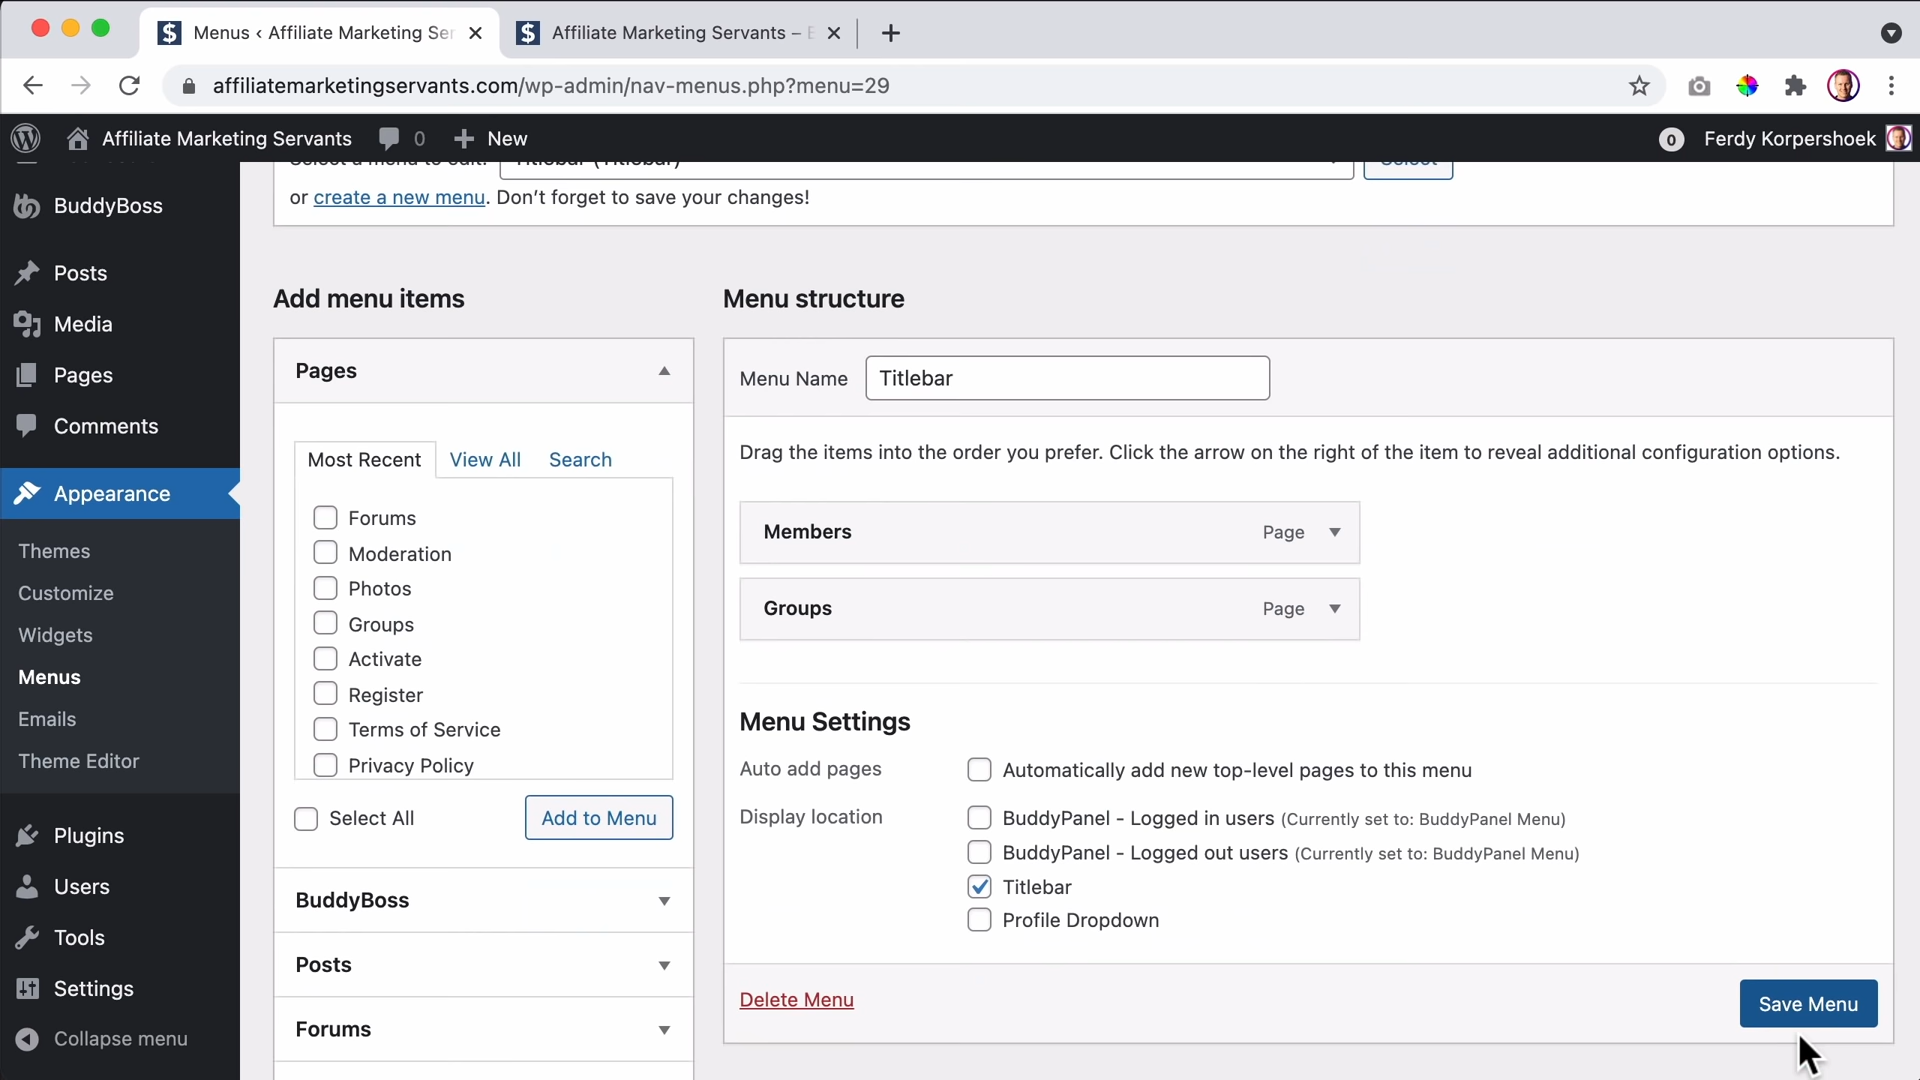 Menus ‹ Affiliate Marketing Ser
Affiliate Marketing Servants –
affiliatemarketingservants.com/wp-admin/nav-menus.php?menu=29
Affiliate Marketing Servants 0 New
0 Ferdy Korpershoek
Select a menu to edit: Titlebar (Titlebar) Select
or create a new menu. Don't forget to save your changes!
BuddyBoss
Posts
Media
Pages
Comments
Appearance
Themes
Customize
Widgets
Menus
Emails
Theme Editor
Plugins
Users
Tools
Settings
Collapse menu
Add menu items
Pages
Most Recent View All Search
Forums
Moderation
Photos
Groups
Activate
Register
Terms of Service
Privacy Policy
Select All Add to Menu
BuddyBoss
Posts
Forums
Menu structure
Menu Name Titlebar
Drag the items into the order you prefer. Click the arrow on the right of the item to reveal additional configuration options.
Members Page
Groups Page
Menu Settings
Auto add pages Automatically add new top-level pages to this menu
Display location BuddyPanel - Logged in users (Currently set to: BuddyPanel Menu)
BuddyPanel - Logged out users (Currently set to: BuddyPanel Menu)
Titlebar
Profile Dropdown
Delete Menu Save Menu